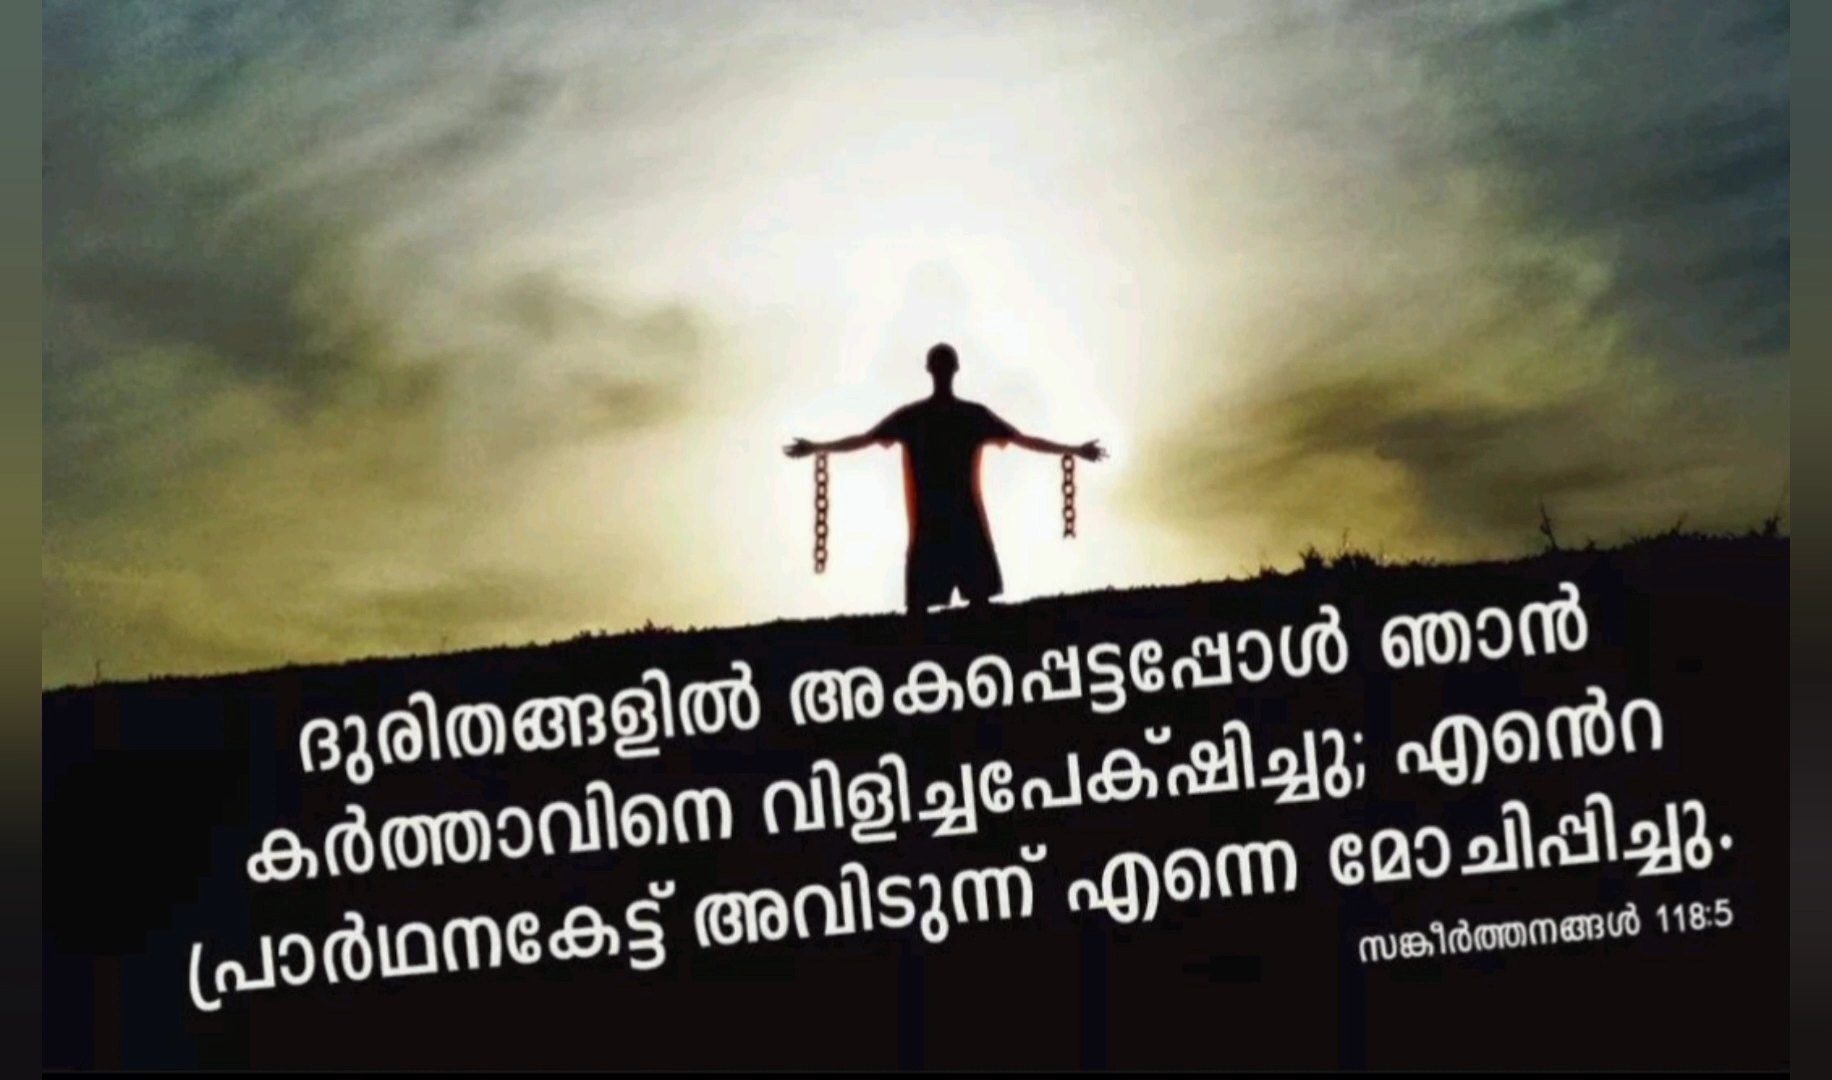 ദുരിതങ്ങളിൽ അകപ്പെട്ടപ്പോൾ ഞാൻ
കർത്താവിനെ വിളിച്ചപേക്‌ഷിച്ചു; എൻെറ
പ്രാർഥനകേട്ട് അവിടുന്ന് എന്നെ മോചിപ്പിച്ചു.
സങ്കീർത്തനങ്ങൾ 118:5